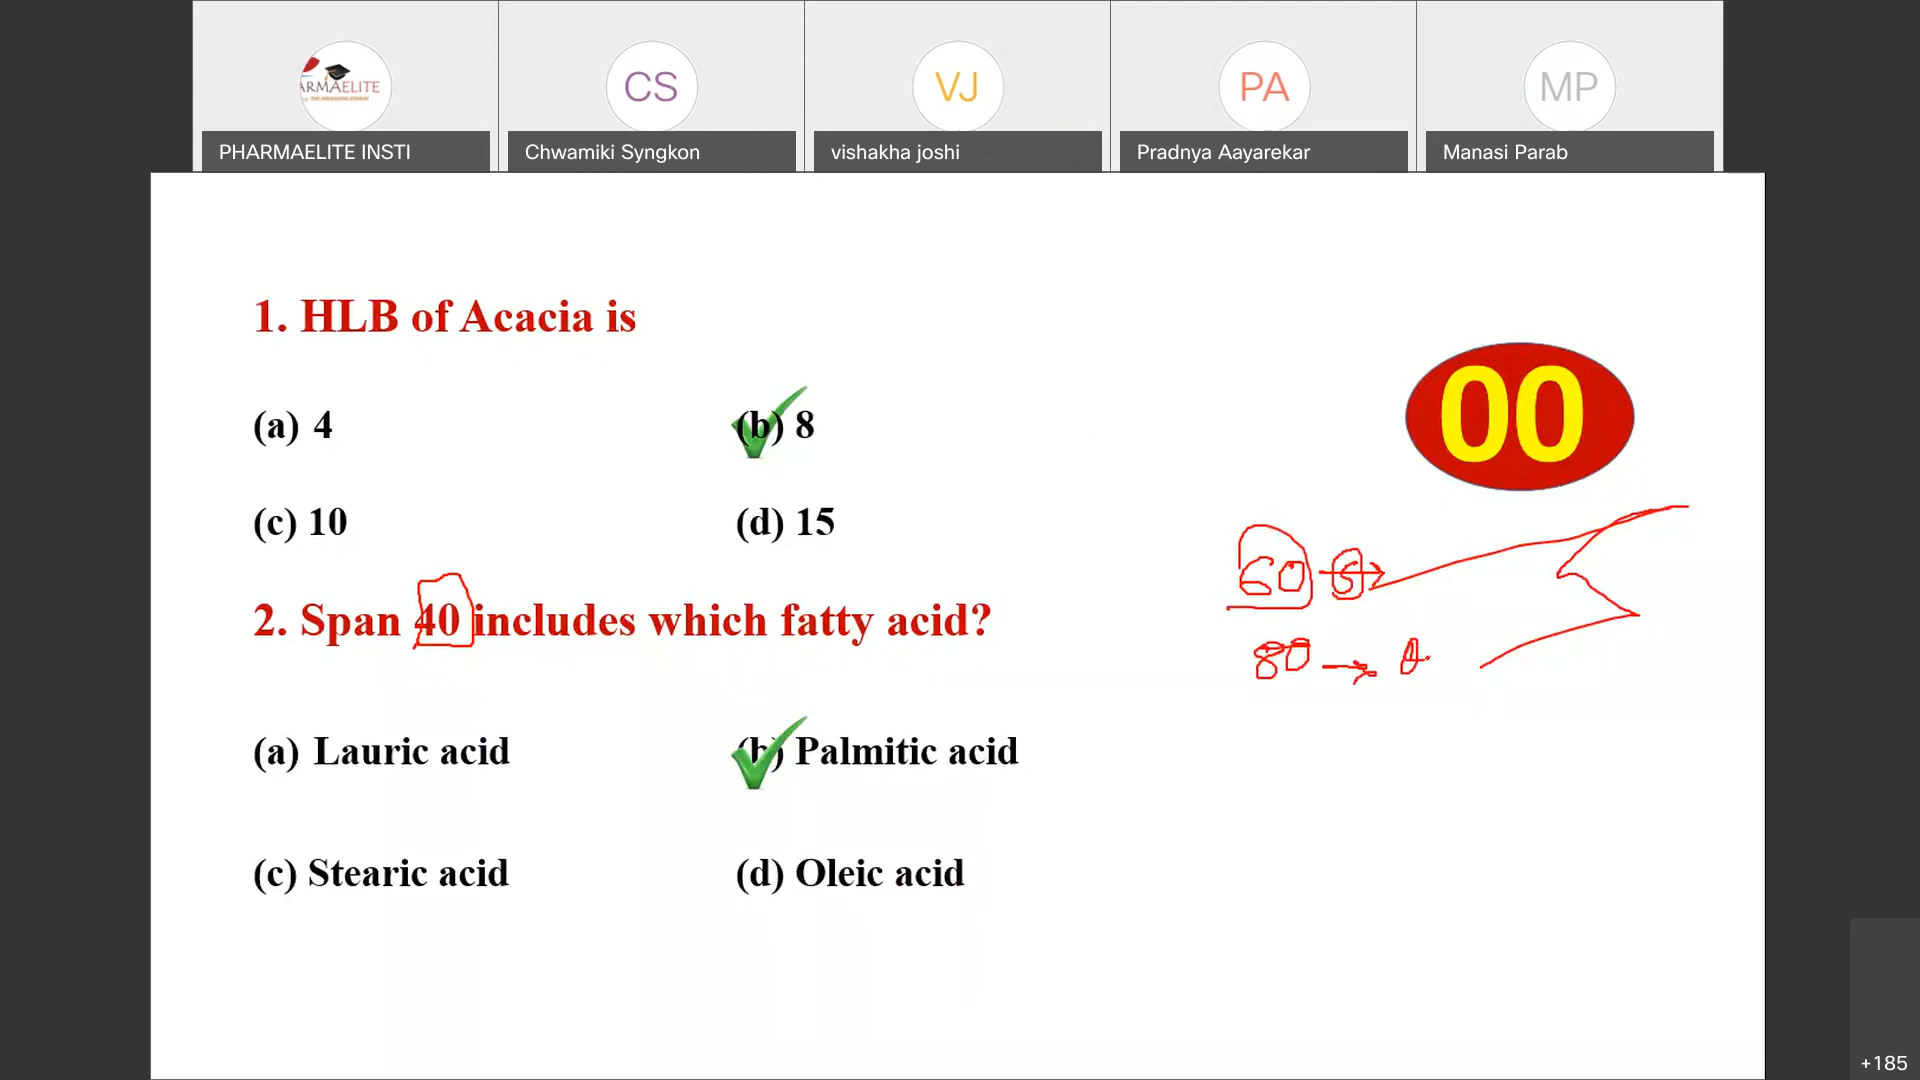 ARMAELITE
CS
VJ
PA
MP
PHARMAELITE INSTI
Chwamiki Syngkon
vishakha joshi
Pradnya Aayarekar
Manasi Parab
1. HLB of Acacia is
00
(a) 4
(b) 8
(c) 10
(d) 15
60 → S
2. Span 40 includes which fatty acid?
80 →
(a) Lauric acid
(b) Palmitic acid
(c) Stearic acid
(d) Oleic acid
+185